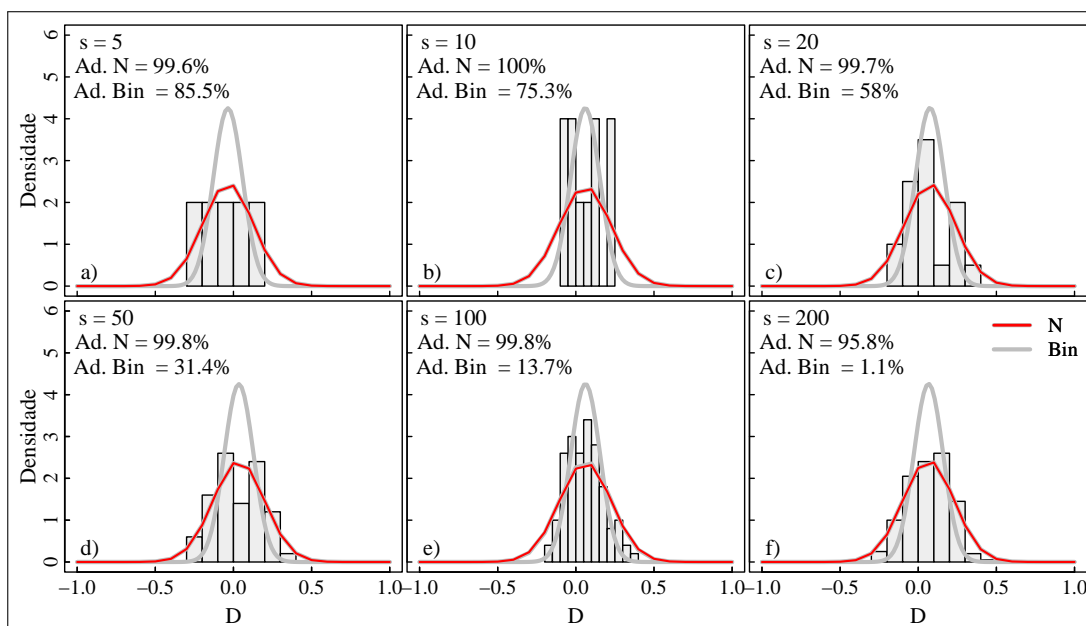 s = 5
Ad. N = 99.6%
Ad. Bin = 85.5%
a)
s = 10
Ad. N = 100%
Ad. Bin = 75.3%
b)
s = 20
Ad. N = 99.7%
Ad. Bin = 58%
c)
Densidade
0 1 2 3 4 5 6
s = 50
Ad. N = 99.8%
Ad. Bin = 31.4%
d)
s = 100
Ad. N = 99.8%
Ad. Bin = 13.7%
e)
s = 200
Ad. N = 95.8%
Ad. Bin = 1.1%
f)
N
Bin
Densidade
0 1 2 3 4 5 6
−1.0 −0.5 0.0 0.5 1.0
−1.0 −0.5 0.0 0.5 1.0
−1.0 −0.5 0.0 0.5 1.0
D
D
D